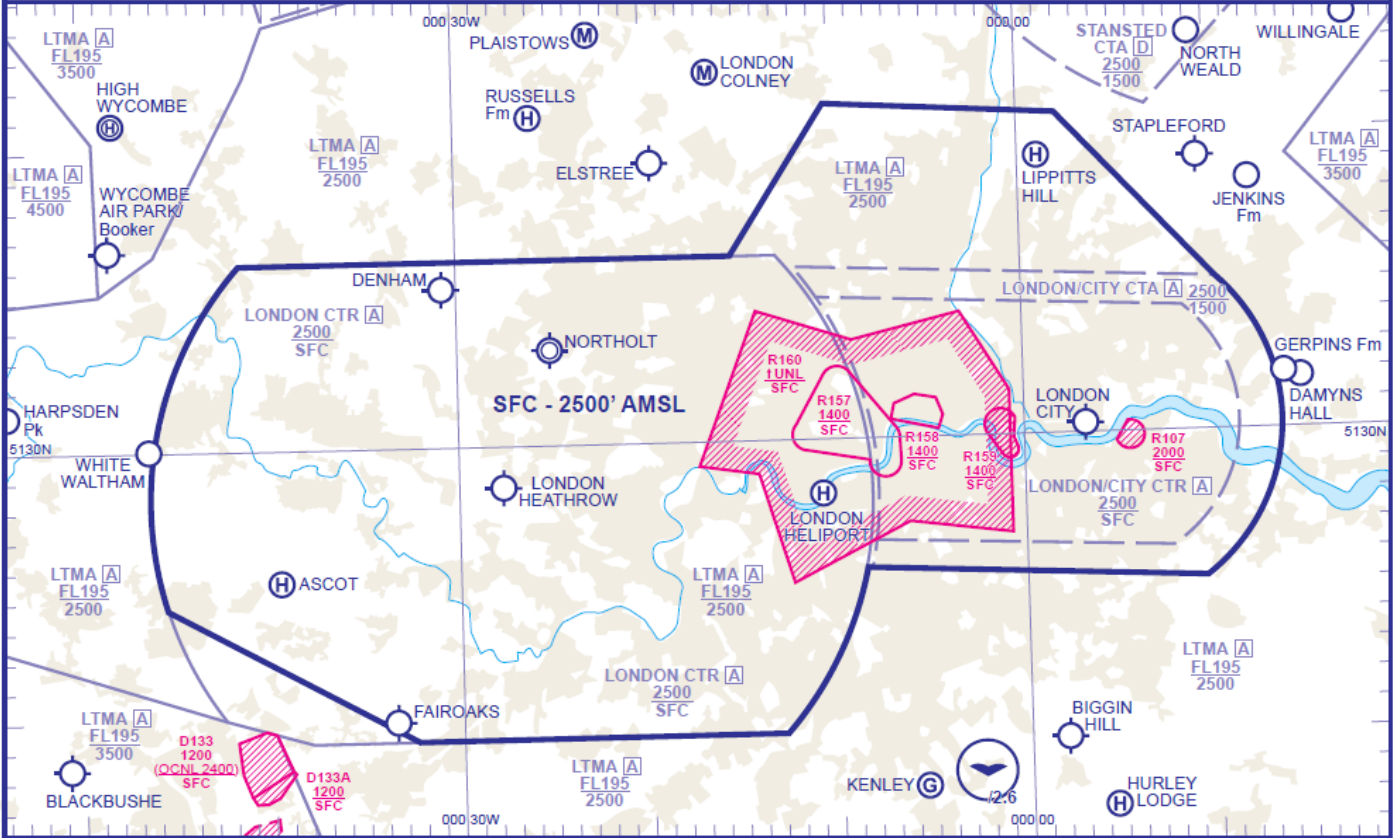 000 30W
000 00
LTMA A
FL195
3500
HIGH
WYCOMBE
PLAISTOWS
M
M
LONDON
COLNEY
RUSSELLS
Fm
H
H
STANSTED
CTA D
2500
1500
NORTH
WEALD
WILLINGALE
LTMA A
FL195
2500
ELSTREE
LTMA A
FL195
2500
H
LIPPITTS
HILL
STAPLEFORD
JENKINS
Fm
LTMA A
FL195
3500
LTMA A
FL195
4500
WYCOMBE
AIR PARK/
Booker
DENHAM
LONDON CTR A
2500
SFC
NORTHOLT
LONDON/CITY CTA A 2500
1500
GERPINS Fm
DAMYNS
HALL
SFC - 2500' AMSL
R160
†UNL
SFC
R157
1400
SFC
R158
1400
SFC
R159
1400
SFC
LONDON
CITY
R107
2000
SFC
HARPSDEN
Pk
5130N
5130N
WHITE
WALTHAM
LONDON
HEATHROW
H
LONDON
HELIPORT
LONDON/CITY CTR A
2500
SFC
LTMA A
FL195
2500
H ASCOT
LTMA A
FL195
2500
LONDON CTR A
2500
SFC
LTMA A
FL195
2500
FAIROAKS
LTMA A
FL195
3500
BLACKBUSHE
D133
1200
(OCNL 2400)
SFC
D133A
1200
SFC
LTMA A
FL195
2500
BIGGIN
HILL
KENLEY G
/2.6
H
HURLEY
LODGE
000 30W
000 00